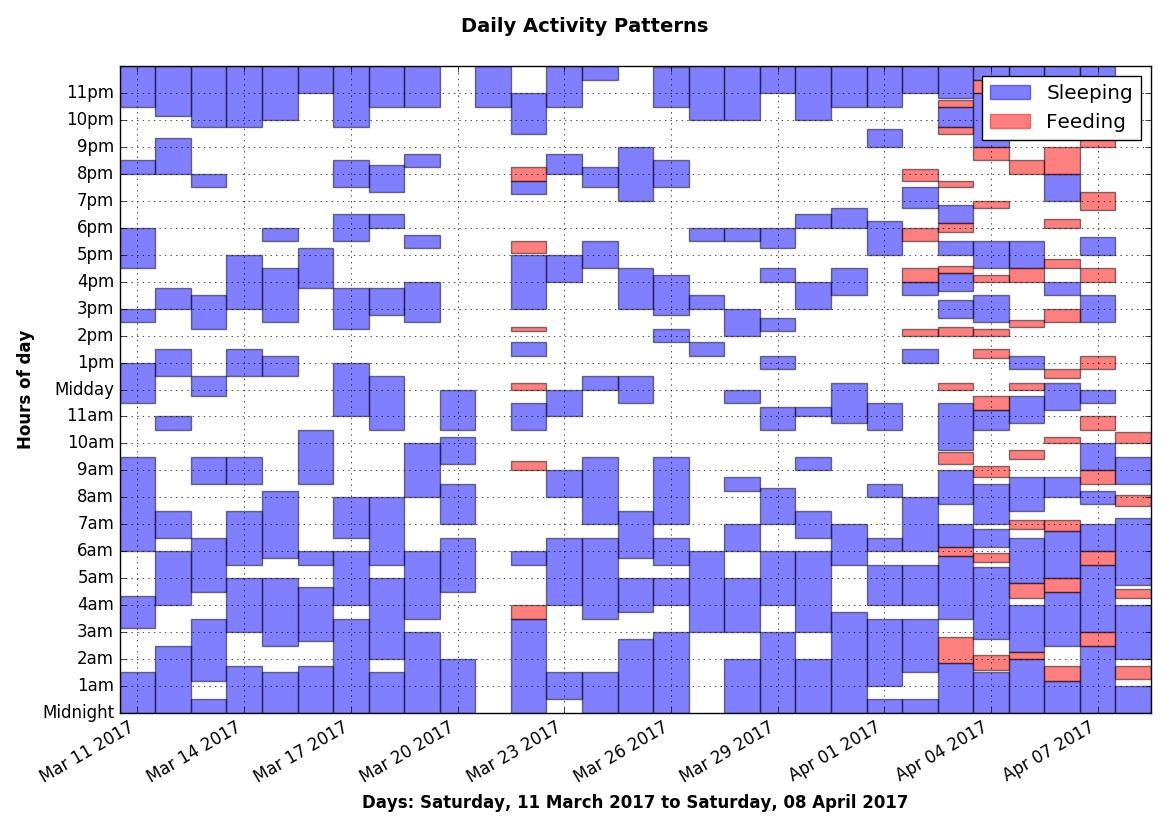 Daily Activity Patterns
Sleeping
Feeding
11pm
10pm
9pm
8pm
7pm
6pm
5pm
4pm
3pm
2pm
1pm
Midday
11am
10am
9am
8am
7am
6am
5am
4am
3am
2am
1am
Midnight
Hours of day
Mar 11 2017
Mar 14 2017
Mar 17 2017
Mar 20 2017
Mar 23 2017
Mar 26 2017
Mar 29 2017
Apr 01 2017
Apr 04 2017
Apr 07 2017
Days: Saturday, 11 March 2017 to Saturday, 08 April 2017